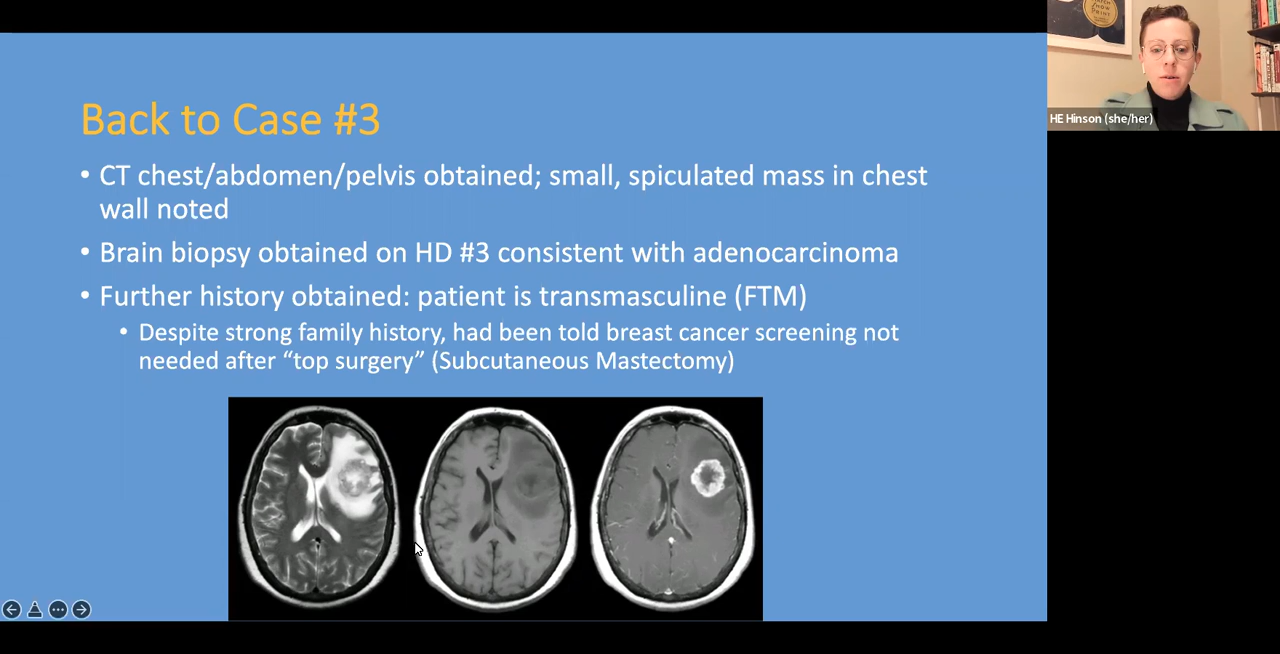 Back to Case #3
• CT chest/abdomen/pelvis obtained; small, spiculated mass in chest
wall noted
• Brain biopsy obtained on HD #3 consistent with adenocarcinoma
• Further history obtained: patient is transmasculine (FTM)
• Despite strong family history, had been told breast cancer screening not
needed after “top surgery” (Subcutaneous Mastectomy)
SHOW
PRINT
HE Hinson (she/her)